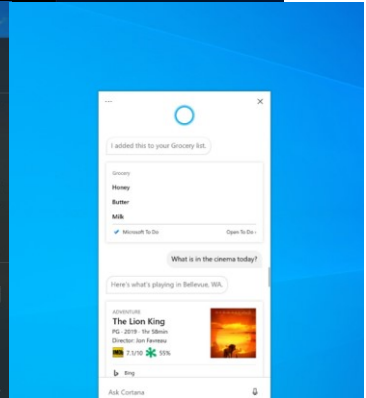 I added this to your Grocery list.
Grocery
Honey
Butter
Milk
Microsoft To Do
Open To Do ›
What is in the cinema today?
Here's what's playing in Bellevue, WA.
ADVENTURE
The Lion King
PG · 2019 · 1hr 58min
Director: Jon Favreau
IMDb 7.1/10 55%
Bing
Ask Cortana